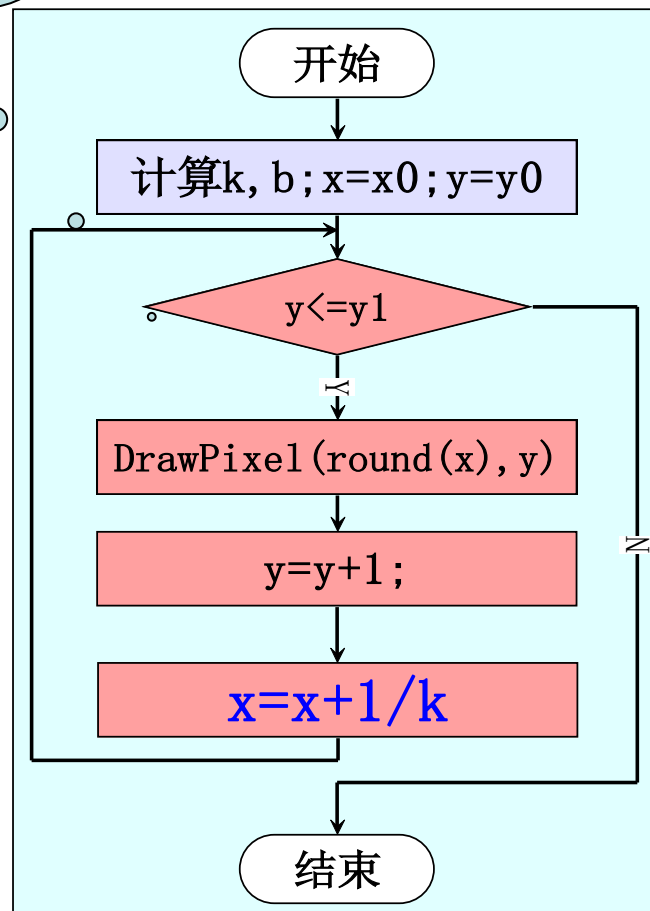 开始
计算k,b;x=x0;y=y0
y<=y1
Y
DrawPixel(round(x),y)
N
y=y+1;
x=x+1/k
结束